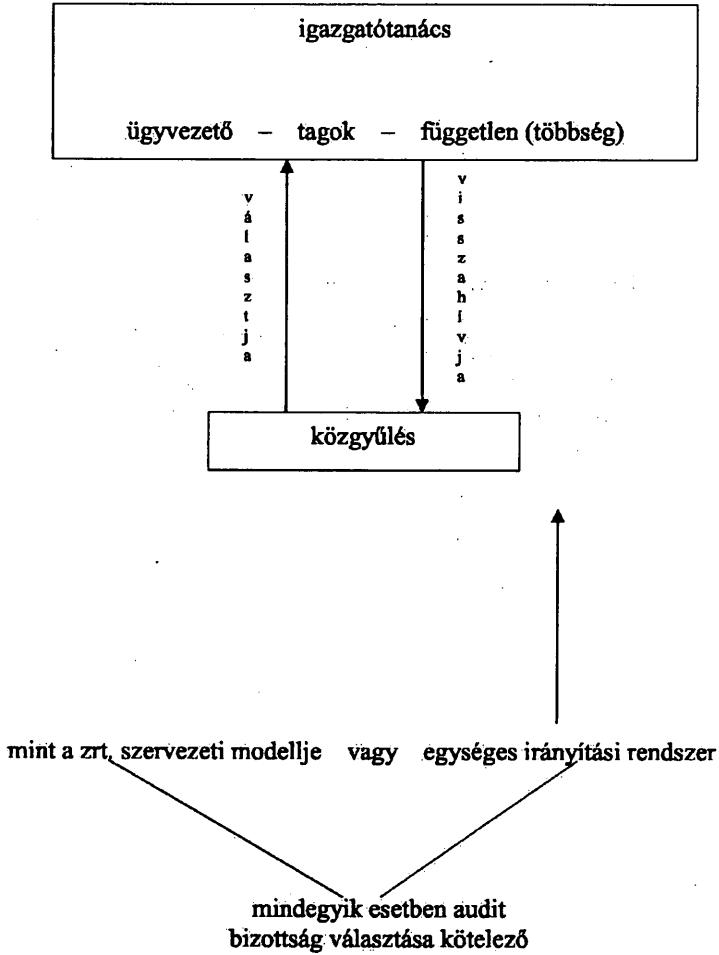 igazgatótanács
ügyvezető – tagok – független (többség)
választja
visszahívja
közgyűlés
mint a zrt. szervezeti modellje vagy egységes irányítási rendszer
mindegyik esetben audit
bizottság választása kötelező